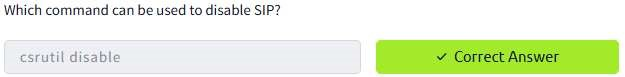 Which command can be used to disable SIP?
csrutil disable
✓ Correct Answer